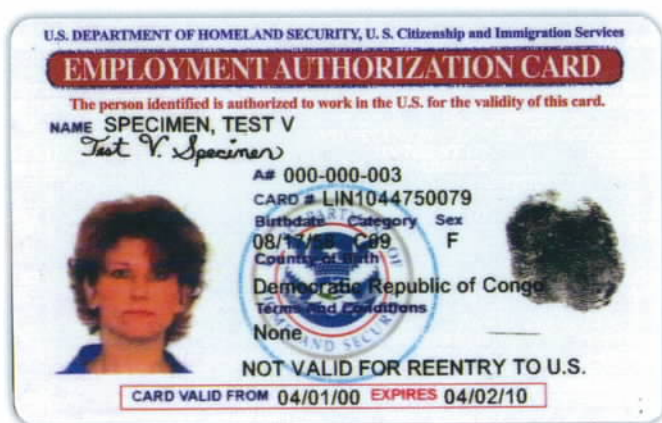 U.S. DEPARTMENT OF HOMELAND SECURITY, U. S. Citizenship and Immigration Services
EMPLOYMENT AUTHORIZATION CARD
The person identified is authorized to work in the U.S. for the validity of this card.
NAME SPECIMEN, TEST V
Test V. Specimen
A# 000-000-003
CARD # LIN1044750079
Birthdate Category Sex
08/17/58 C09 F
Country of Birth
Democratic Republic of Congo
Terms and Conditions
None
NOT VALID FOR REENTRY TO U.S.
CARD VALID FROM 04/01/00 EXPIRES 04/02/10